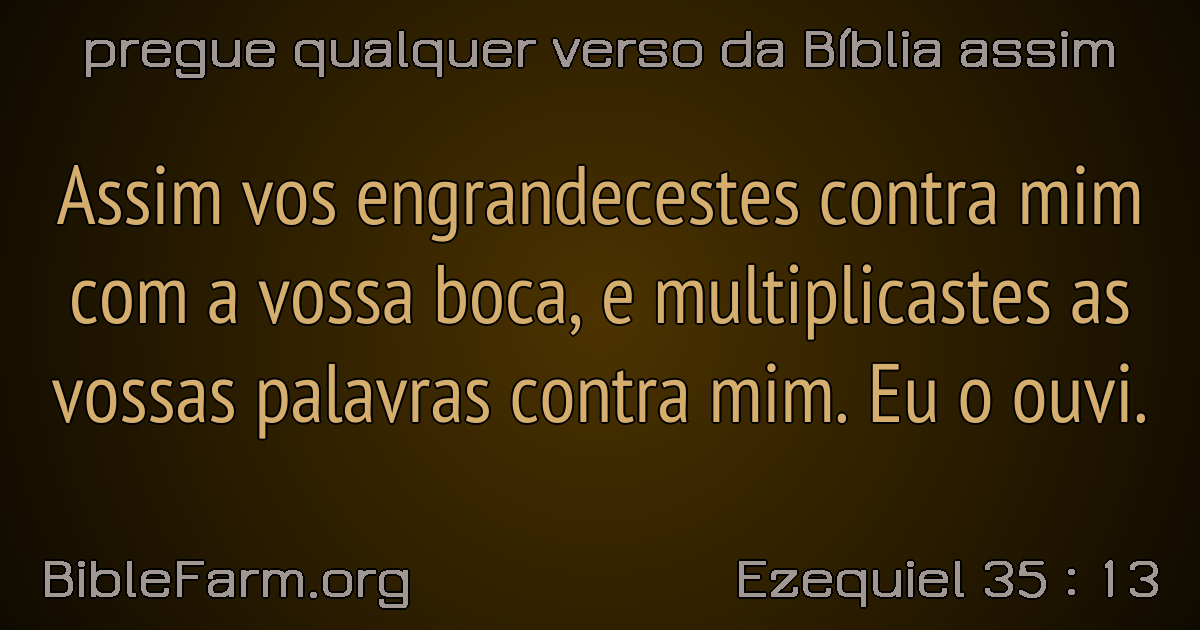 pregue qualquer verso da Bíblia assim
Assim vos engrandecestes contra mim
com a vossa boca, e multiplicastes as
vossas palavras contra mim. Eu o ouvi.
BibleFarm.org
Ezequiel 35 : 13